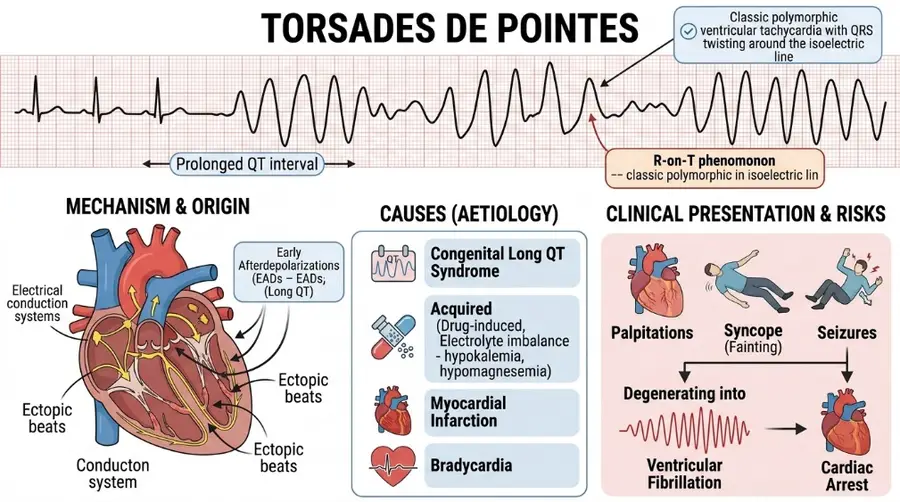 TORSADES DE POINTES
Classic polymorphic
ventricular tachycardia with QRS
twisting around the isoelectric
line
Prolonged QT interval
R-on-T phenomonon
-- classic polymorphic in isoelectric lin
MECHANISM & ORIGIN
Electrical conduction
systems
Early
Afterdepolarizations
(EADs – EADs;
(Long QT)
Ectopic
beats
Ectopic
beats
Ectopic
beats
Conducton
system
CAUSES (AETIOLOGY)
QT
Congenital Long QT
Syndrome
Acquired
(Drug-induced,
Electrolyte imbalance
- hypokalemia,
hypomagnesemia)
Myocardial
Infarction
Bradycardia
CLINICAL PRESENTATION & RISKS
Palpitations
Syncope
(Fainting)
Seizures
Degenerating into
Ventricular
Fibrillation
Cardiac
Arrest